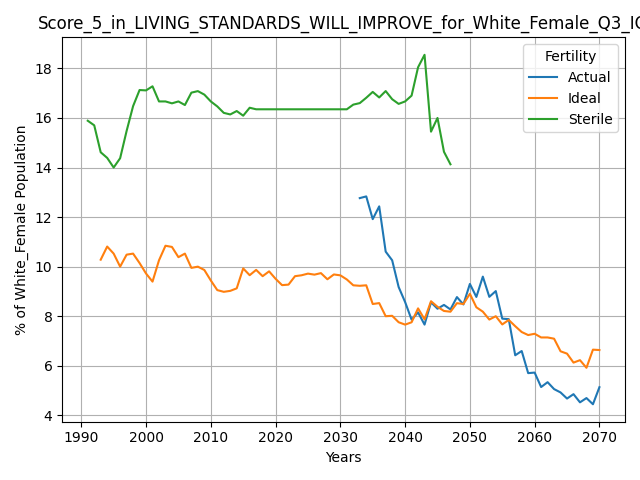 Score_5_in_LIVING_STANDARDS_WILL_IMPROVE_for_White_Female_Q3_IQ
Fertility
Actual
Ideal
Sterile
% of White_Female Population
18
16
14
12
10
8
6
4
1990 2000 2010 2020 2030 2040 2050 2060 2070
Years